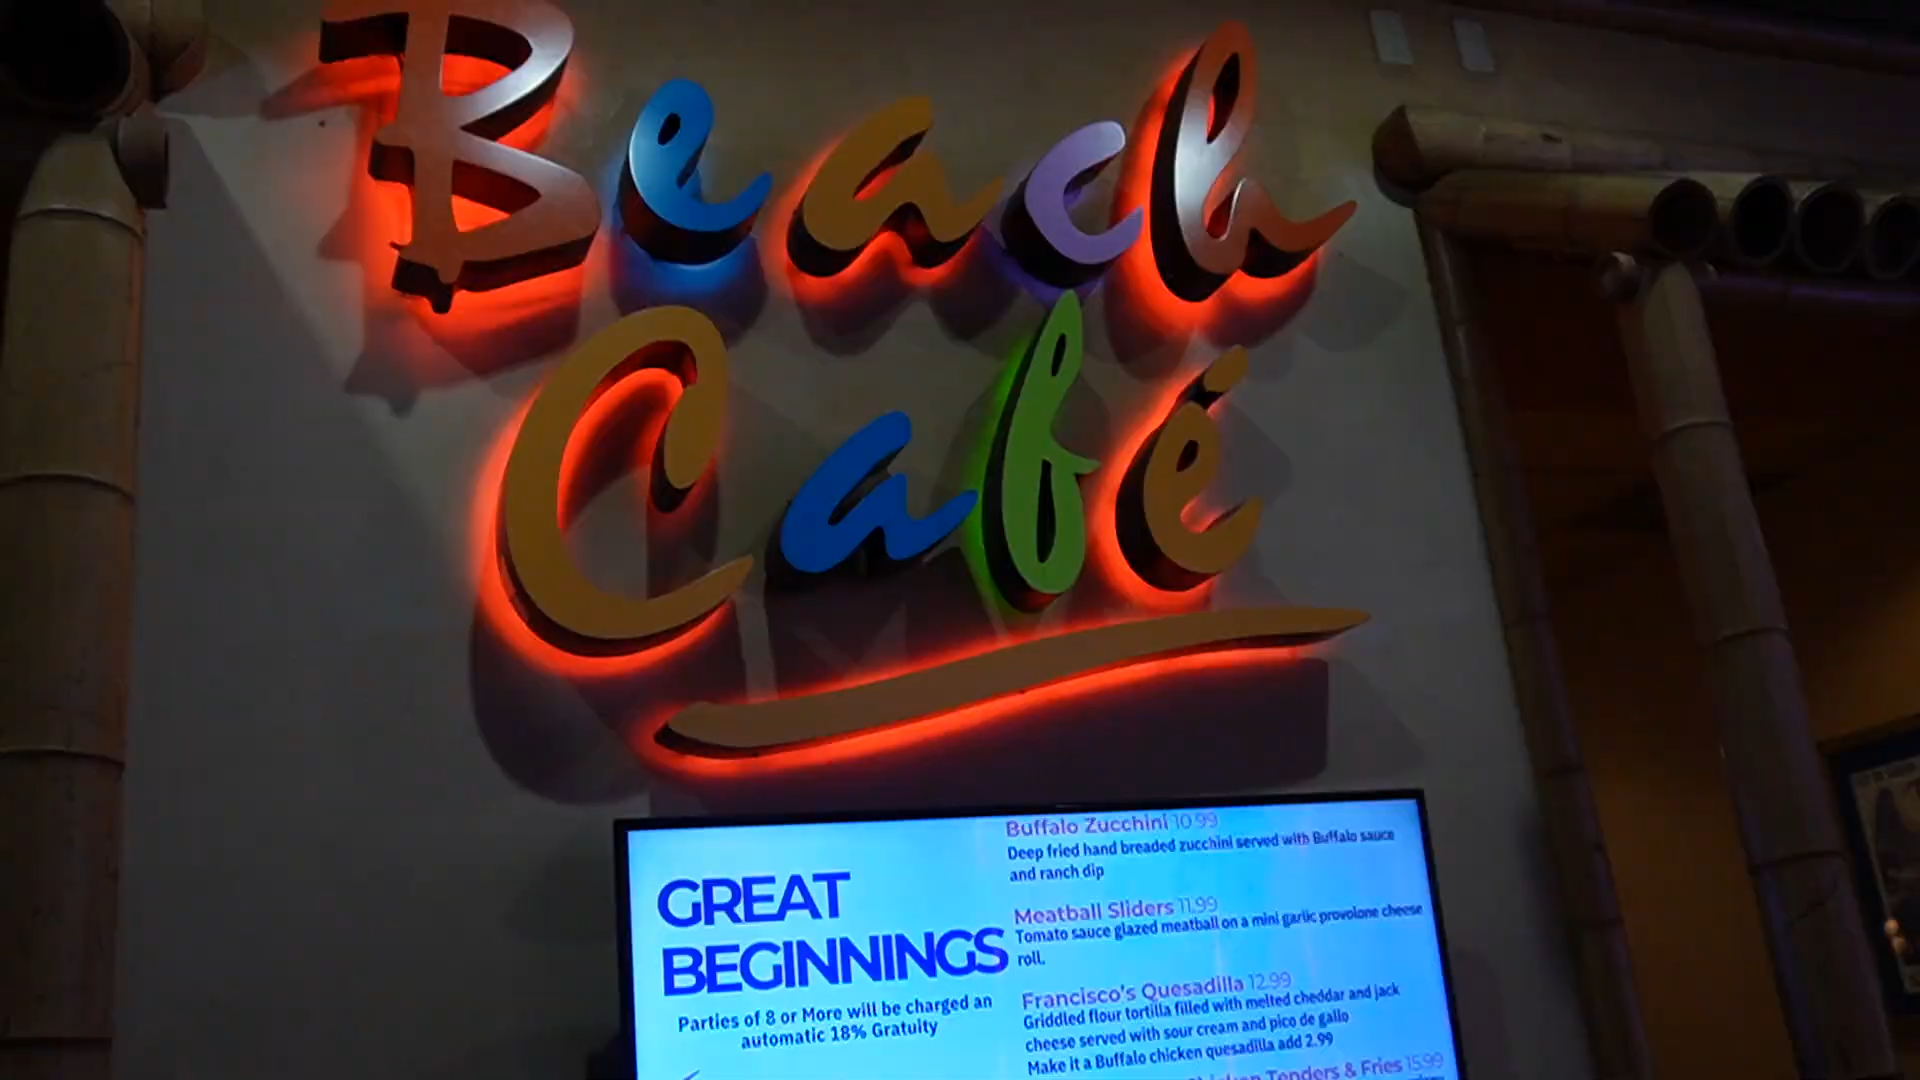 Beach
Café
GREAT
BEGINNINGS
Parties of 8 or More will be charged an
automatic 18% Gratuity
Buffalo Zucchini 10.99
Deep fried hand breaded zucchini served with Buffalo sauce
and ranch dip
Meatball Sliders 11.99
Tomato sauce glazed meatball on a mini garlic provolone cheese
roll.
Francisco's Quesadilla 12.99
Griddled flour tortilla filled with melted cheddar and jack
cheese served with sour cream and pico de gallo
Make it a Buffalo chicken quesadilla add 2.99
Tenders & Fries 15.99